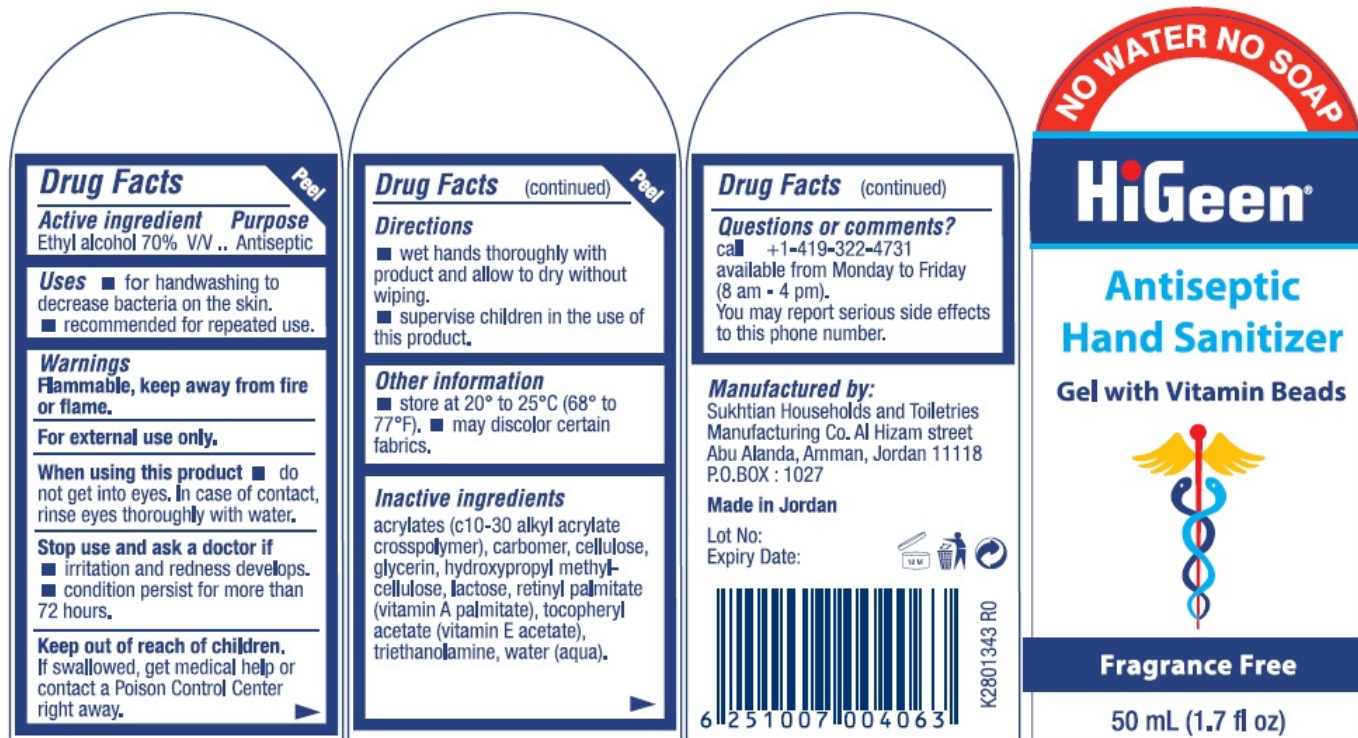 Drug Facts
Peel
Active ingredient Purpose
Ethyl alcohol 70% V/V .. Antiseptic
Uses ■ for handwashing to
decrease bacteria on the skin.
■ recommended for repeated use.
Warnings
Flammable, keep away from fire
or flame.
For external use only.
When using this product ■ do
not get into eyes. In case of contact,
rinse eyes thoroughly with water.
Stop use and ask a doctor if
■ irritation and redness develops.
■ condition persist for more than
72 hours.
Keep out of reach of children.
If swallowed, get medical help or
contact a Poison Control Center
right away.
Drug Facts (continued)
Peel
Directions
■ wet hands thoroughly with
product and allow to dry without
wiping.
■ supervise children in the use of
this product.
Other information
■ store at 20° to 25°C (68° to
77°F). ■ may discolor certain
fabrics.
Inactive ingredients
acrylates (c10-30 alkyl acrylate
crosspolymer), carbomer, cellulose,
glycerin, hydroxypropyl methyl-
cellulose, lactose, retinyl palmitate
(vitamin A palmitate), tocopheryl
acetate (vitamin E acetate),
triethanolamine, water (aqua).
Drug Facts (continued)
Questions or comments?
call +1-419-322-4731
available from Monday to Friday
(8 am - 4 pm).
You may report serious side effects
to this phone number.
Manufactured by:
Sukhtian Households and Toiletries
Manufacturing Co. Al Hizam street
Abu Alanda, Amman, Jordan 11118
P.O.BOX : 1027
Made in Jordan
Lot No:
Expiry Date:
12 M
6 251007 004063
K2801343 R0
NO WATER NO SOAP
HiGeen®
Antiseptic
Hand Sanitizer
Gel with Vitamin Beads
Fragrance Free
50 mL (1.7 fl oz)